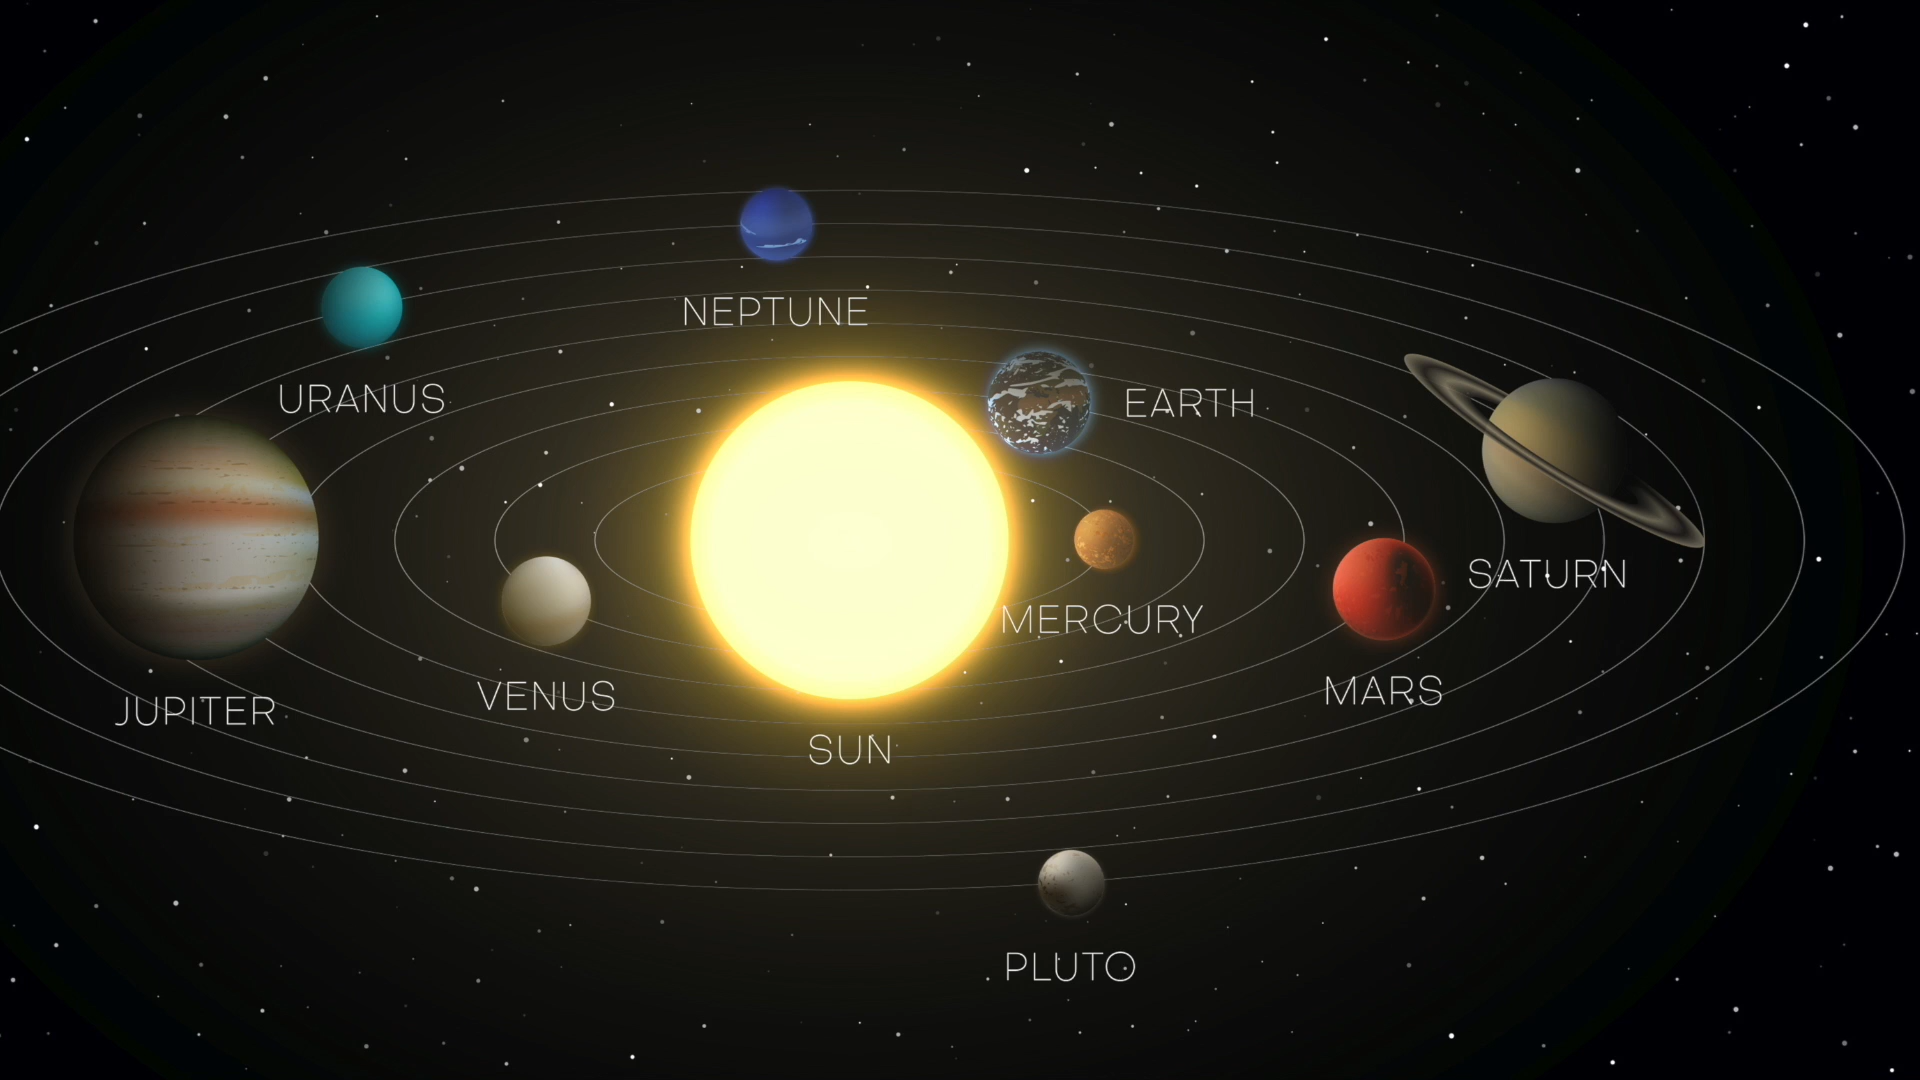 NEPTUNE
URANUS
EARTH
SATURN
MERCURY
MARS
VENUS
JUPITER
SUN
PLUTO